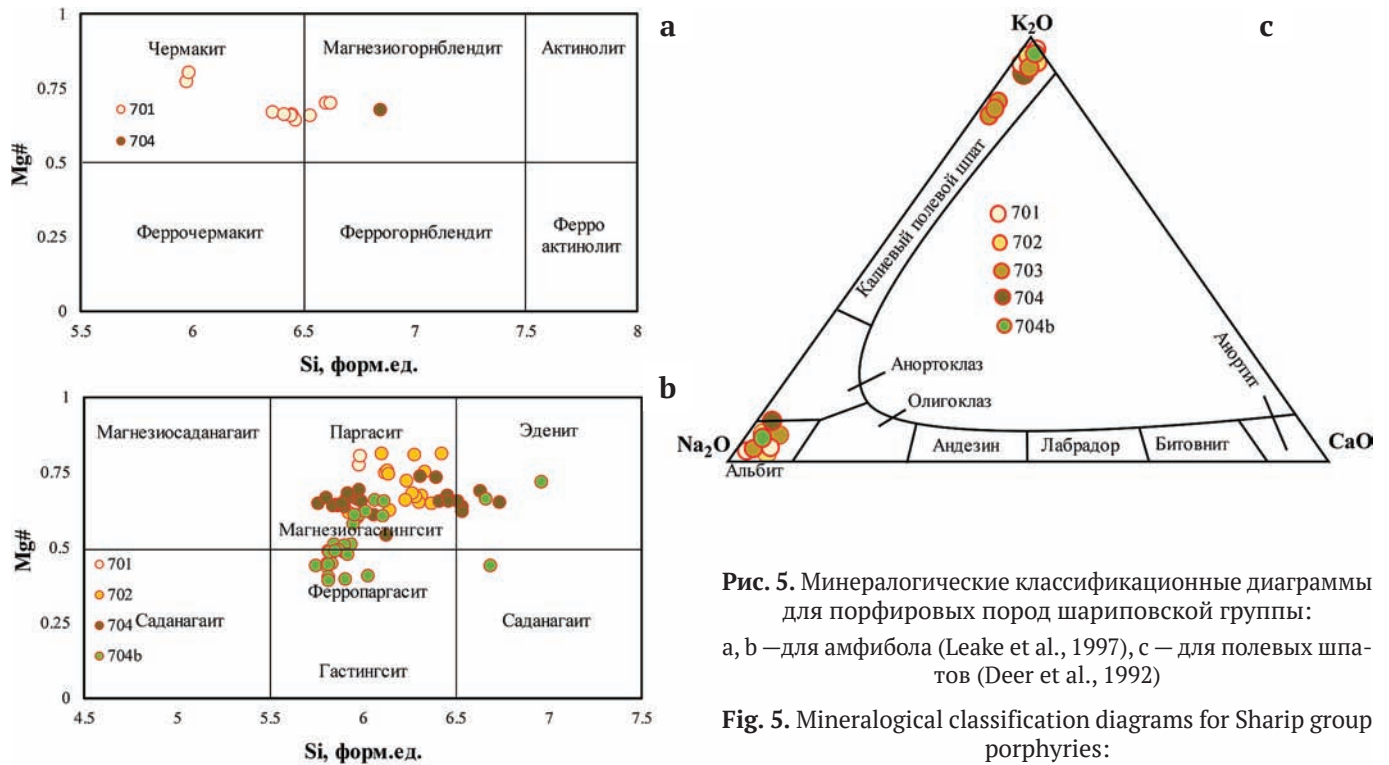 a
1
0.75
0.5
0.25
0
Mg#
Чермакит
Магнезиогорнблендит
Актинолит
701
704
Феррочермакит
Феррогорнблендит
Ферро
актинолит
5.5
6
6.5
7
7.5
8
Si, форм.ед.
b
1
0.75
0.5
0.25
0
Mg#
Магнезиосаданагаит
Паргасит
Эденит
Магнезиогастингсит
701
702
704
704b
Саданагаит
Ферропаргасит
Саданагаит
Гастингсит
4.5
5
5.5
6
6.5
7
7.5
Si, форм.ед.
c
K₂O
Калиевый полевой шпат
701
702
703
704
704b
Анортоклаз
Олигоклаз
Анортит
Na₂O
Альбит
Андезин
Лабрадор
Битовнит
CaO
Рис. 5. Минералогические классификационные диаграммы
для порфировых пород шариповской группы:
a, b —для амфибола (Leake et al., 1997), c — для полевых шпа-
тов (Deer et al., 1992)
Fig. 5. Mineralogical classification diagrams for Sharip group
porphyries: